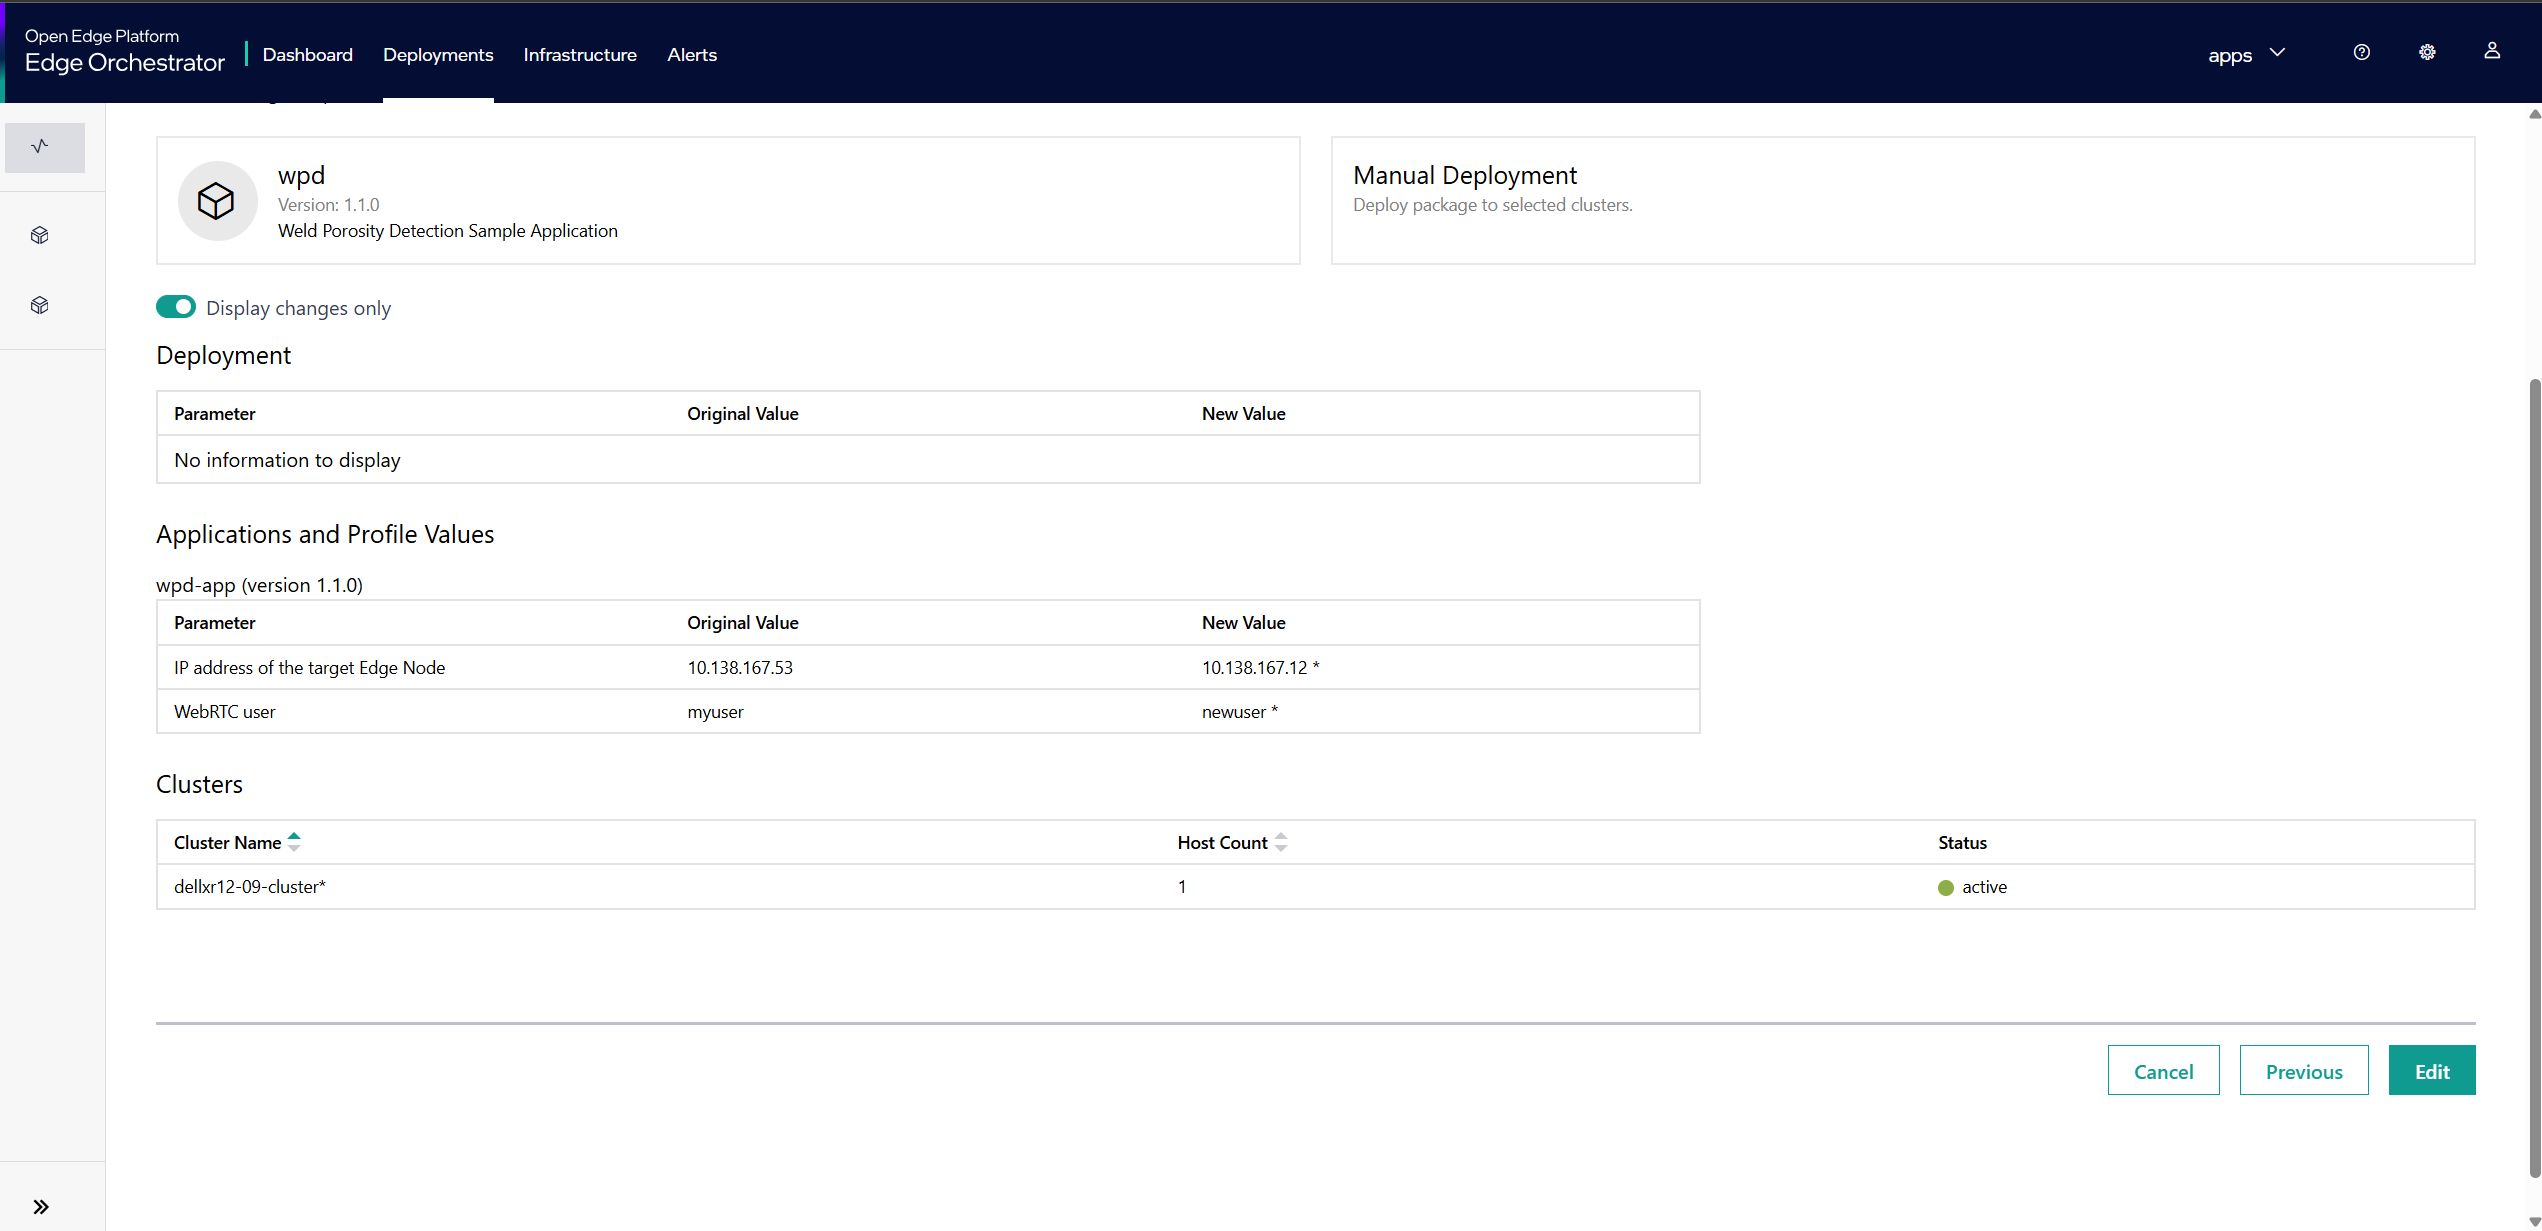 Open Edge Platform
Edge Orchestrator
Dashboard
Deployments
Infrastructure
Alerts
apps
wpd
Version: 1.1.0
Weld Porosity Detection Sample Application
Manual Deployment
Deploy package to selected clusters.
Display changes only
Deployment
Parameter Original Value New Value
No information to display
Applications and Profile Values
wpd-app (version 1.1.0)
Parameter Original Value New Value
IP address of the target Edge Node 10.138.167.53 10.138.167.12 *
WebRTC user myuser newuser *
Clusters
Cluster Name Host Count Status
dellxr12-09-cluster* 1 active
Cancel Previous Edit